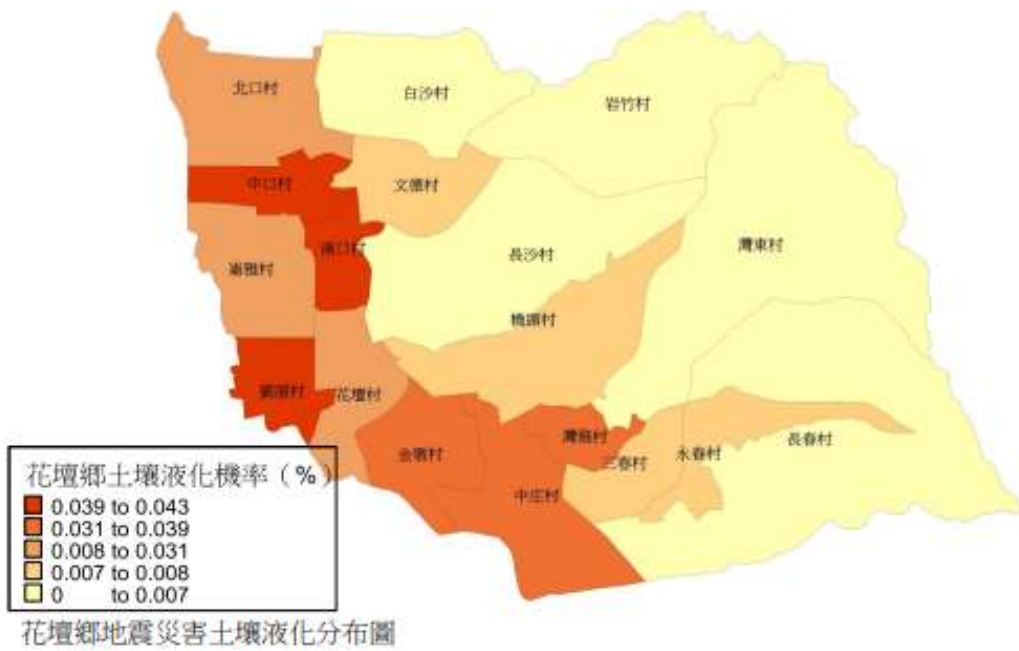 北口村
白沙村
岩竹村
中口村
文德村
南口村
長沙村
灣東村
崙雅村
橋頭村
劉厝村
花壇村
金墩村
灣雅村
三春村
永春村
長春村
中庄村
花壇鄉土壤液化機率（%）
0.039 to 0.043
0.031 to 0.039
0.008 to 0.031
0.007 to 0.008
0 to 0.007
花壇鄉地震災害土壤液化分布圖